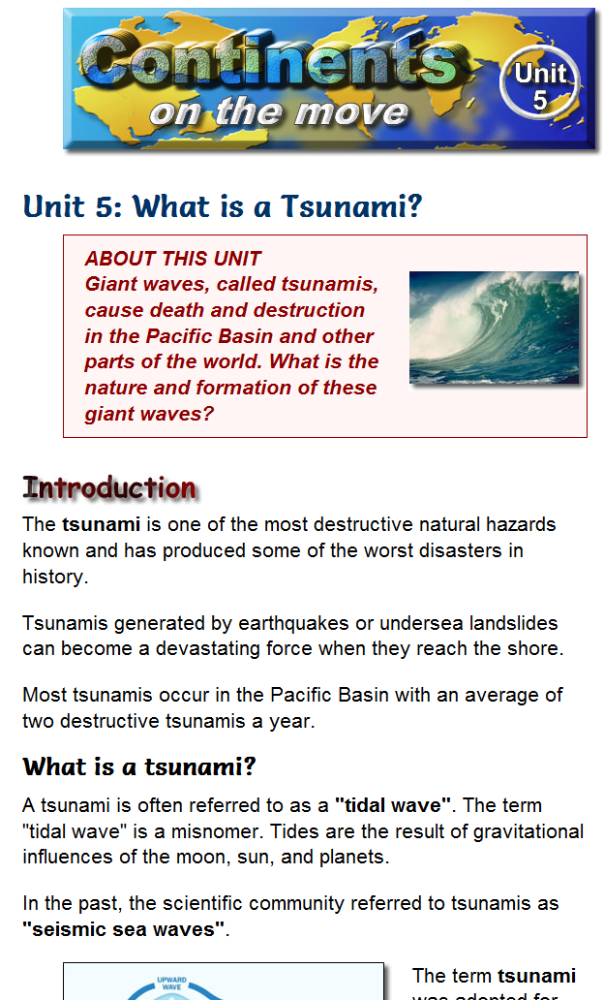 Continents
on the move
Unit
5
Unit 5: What is a Tsunami?
ABOUT THIS UNIT
Giant waves, called tsunamis,
cause death and destruction
in the Pacific Basin and other
parts of the world. What is the
nature and formation of these
giant waves?
Introduction
The tsunami is one of the most destructive natural hazards
known and has produced some of the worst disasters in
history.
Tsunamis generated by earthquakes or undersea landslides
can become a devastating force when they reach the shore.
Most tsunamis occur in the Pacific Basin with an average of
two destructive tsunamis a year.
What is a tsunami?
A tsunami is often referred to as a "tidal wave". The term
"tidal wave" is a misnomer. Tides are the result of gravitational
influences of the moon, sun, and planets.
In the past, the scientific community referred to tsunamis as
"seismic sea waves".
UPWARD
WAVE
The term tsunami
was adopted for